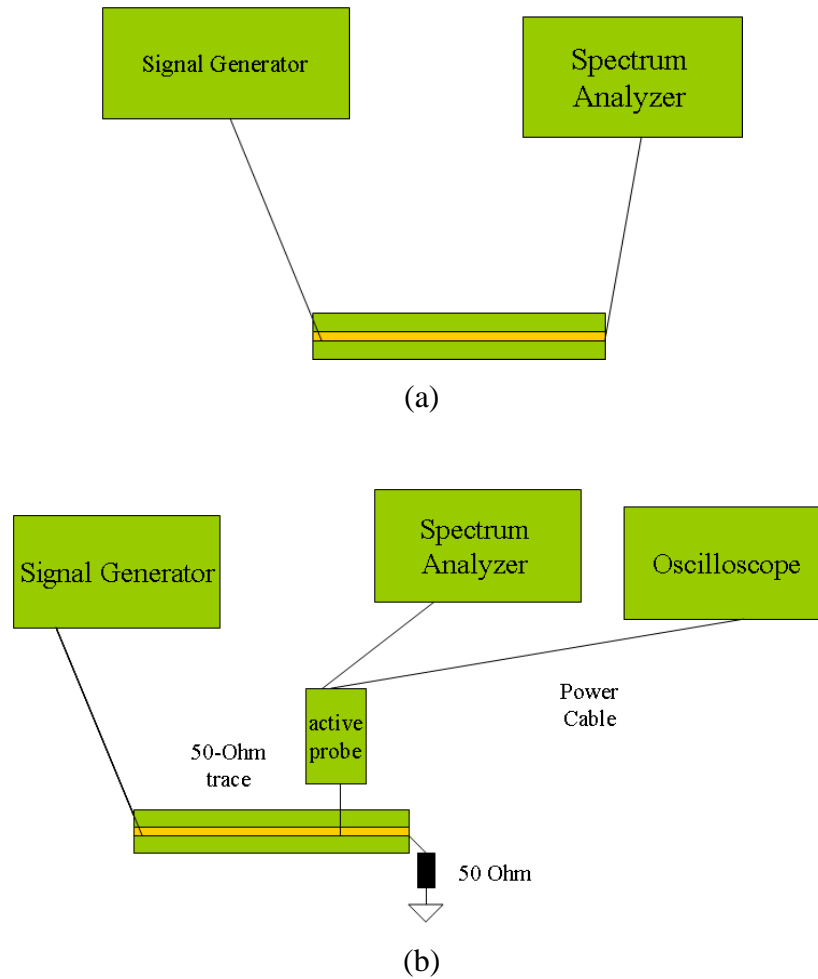 Signal Generator
Spectrum
Analyzer
(a)
Signal Generator
Spectrum
Analyzer
Oscilloscope
active
probe
Power
Cable
50-Ohm
trace
50 Ohm
(b)